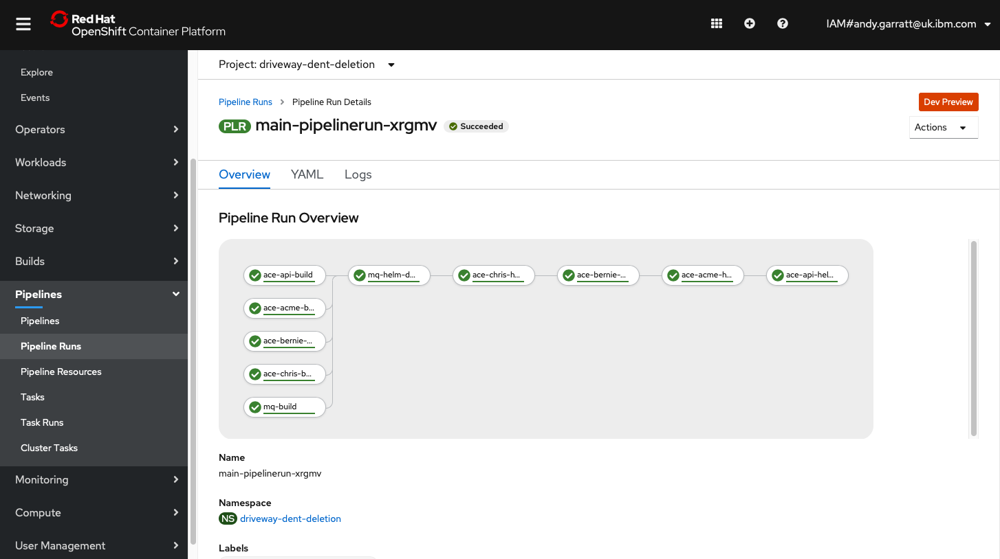 Red Hat
OpenShift Container Platform
IAM#andy.garratt@uk.ibm.com
Explore
Events
Operators
Workloads
Networking
Storage
Builds
Pipelines
Pipelines
Pipeline Runs
Pipeline Resources
Tasks
Task Runs
Cluster Tasks
Monitoring
Compute
User Management
Project: driveway-dent-deletion
Pipeline Runs > Pipeline Run Details
Dev Preview
PLR main-pipelinerun-xrgmv Succeeded
Actions
Overview YAML Logs
Pipeline Run Overview
ace-api-build mq-helm-d... ace-chris-h... ace-bernie-... ace-acme-h... ace-api-hel...
ace-acme-b...
ace-bernie-...
ace-chris-b...
mq-build
Name
main-pipelinerun-xrgmv
Namespace
NS driveway-dent-deletion
Labels